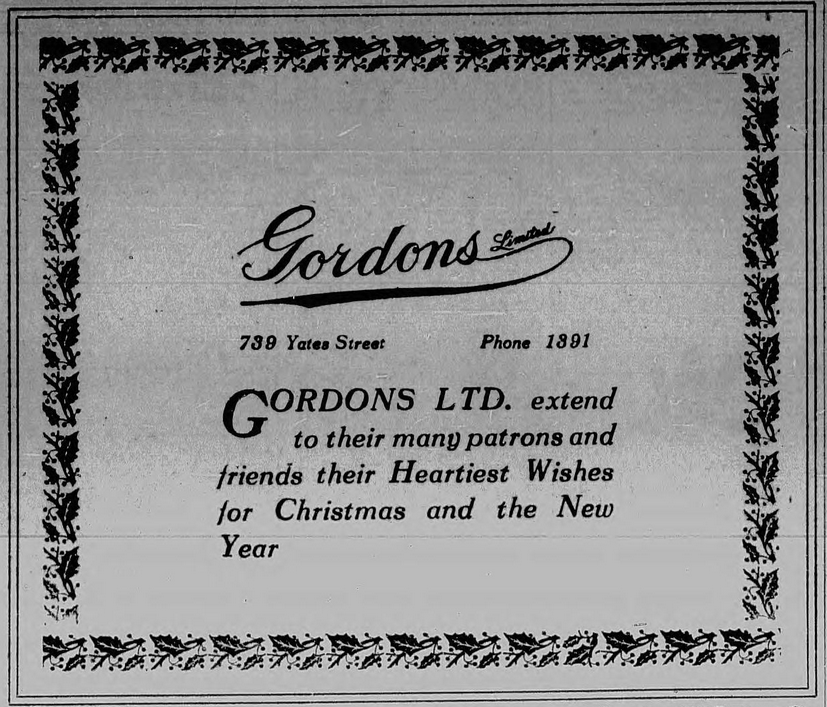 Gordons Limited
739 Yates Street Phone 1391
GORDONS LTD. extend
to their many patrons and
friends their Heartiest Wishes
for Christmas and the New
Year